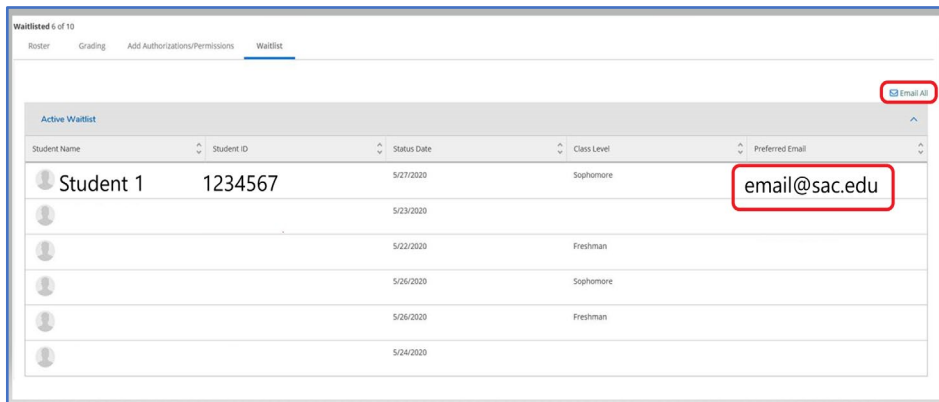 Waitlisted 6 of 10
Roster Grading Add Authorizations/Permissions Waitlist
Email All
Active Waitlist
Student Name Student ID Status Date Class Level Preferred Email
Student 1 1234567 5/27/2020 Sophomore email@sac.edu
5/23/2020
5/22/2020 Freshman
5/26/2020 Sophomore
5/26/2020 Freshman
5/24/2020